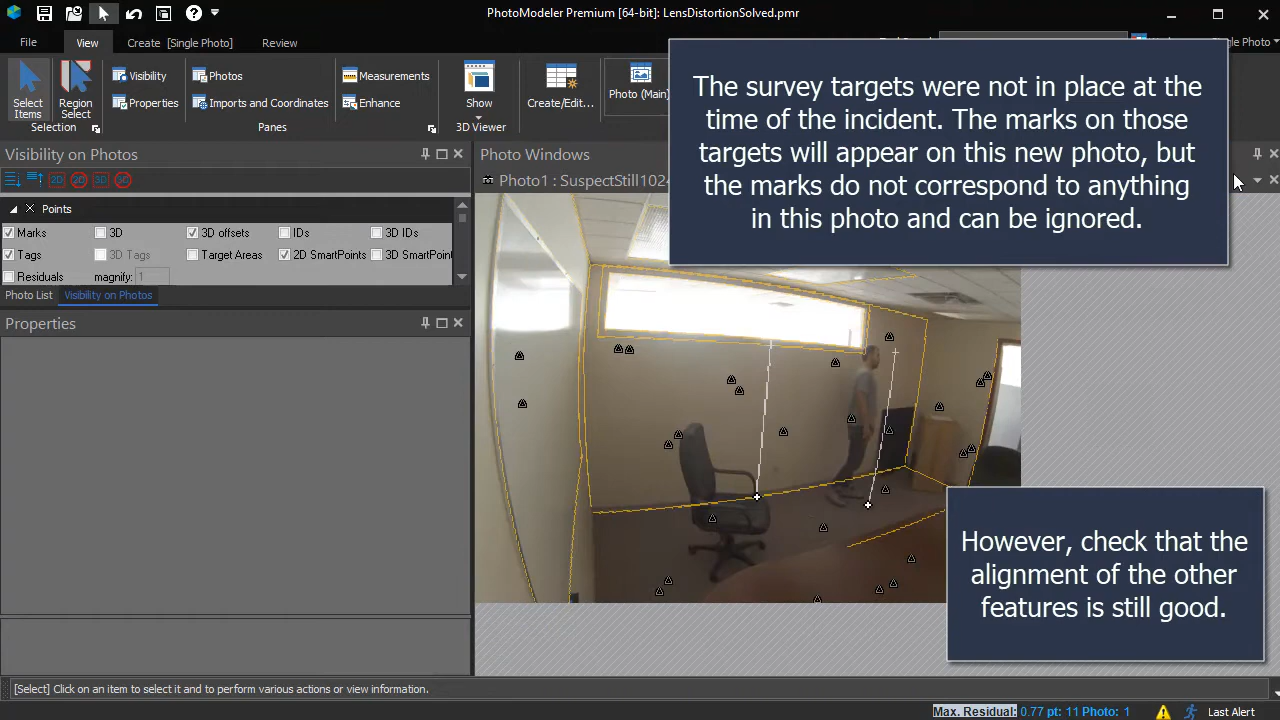 PhotoModeler Premium [64-bit]: LensDistortionSolved.pmr
File
View
Create [Single Photo]
Review
Single Photo
Select Items
Region Select
Selection
Visibility
Properties
Photos
Imports and Coordinates
Panes
Measurements
Enhance
Show
3D Viewer
Create/Edit...
Photo (Main)
The survey targets were not in place at the
time of the incident. The marks on those
targets will appear on this new photo, but
the marks do not correspond to anything
in this photo and can be ignored.
Visibility on Photos
Photo Windows
Photo1 : SuspectStill1024
Points
Marks
3D
3D offsets
IDs
3D IDs
Tags
3D Tags
Target Areas
2D SmartPoints
3D SmartPoin
Residuals
magnify: 1
Photo List
Visibility on Photos
Properties
However, check that the
alignment of the other
features is still good.
[Select] Click on an item to select it and to perform various actions or view information.
Max. Residual: 0.77 pt: 11 Photo: 1
Last Alert